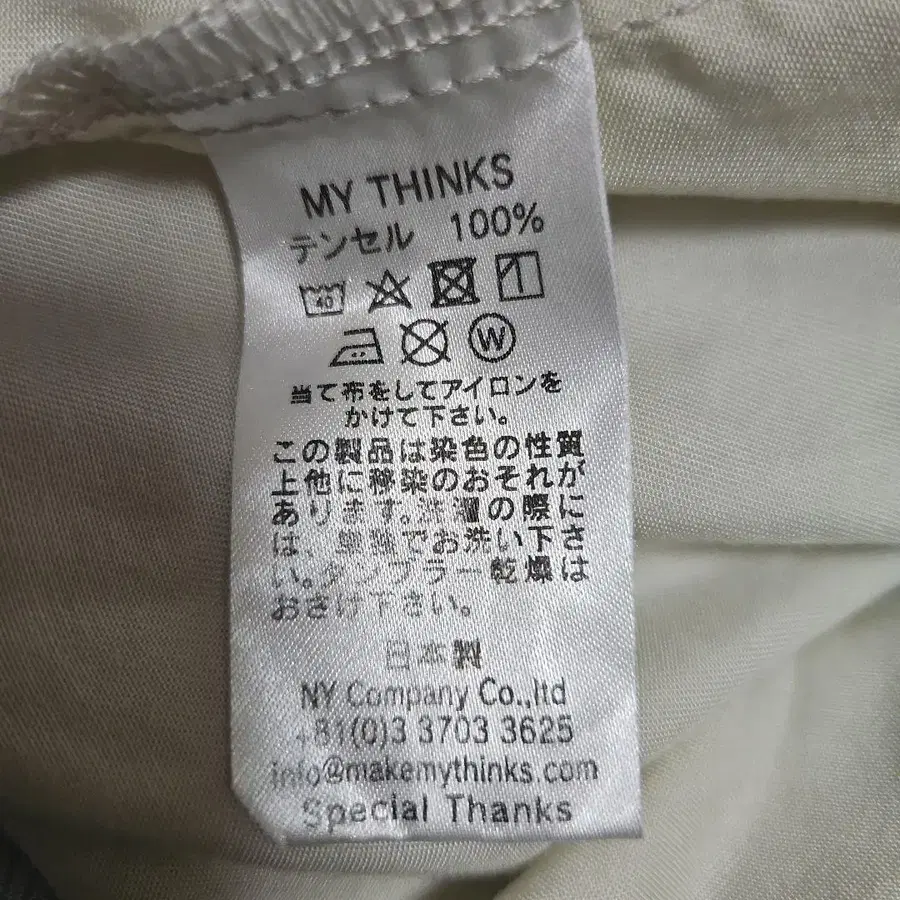 MY THINKS
テンセル 100%
40
W
当て布をしてアイロンを
かけて下さい。
この製品は染色の性質
上他に移染のおそれが
あります。洗濯の際に
は、単独でお洗い下さ
い。タンブラー乾燥は
おさけ下さい。
日本製
NY Company Co.,ltd
+81(0)3 3703 3625
info@makemythinks.com
Special Thanks